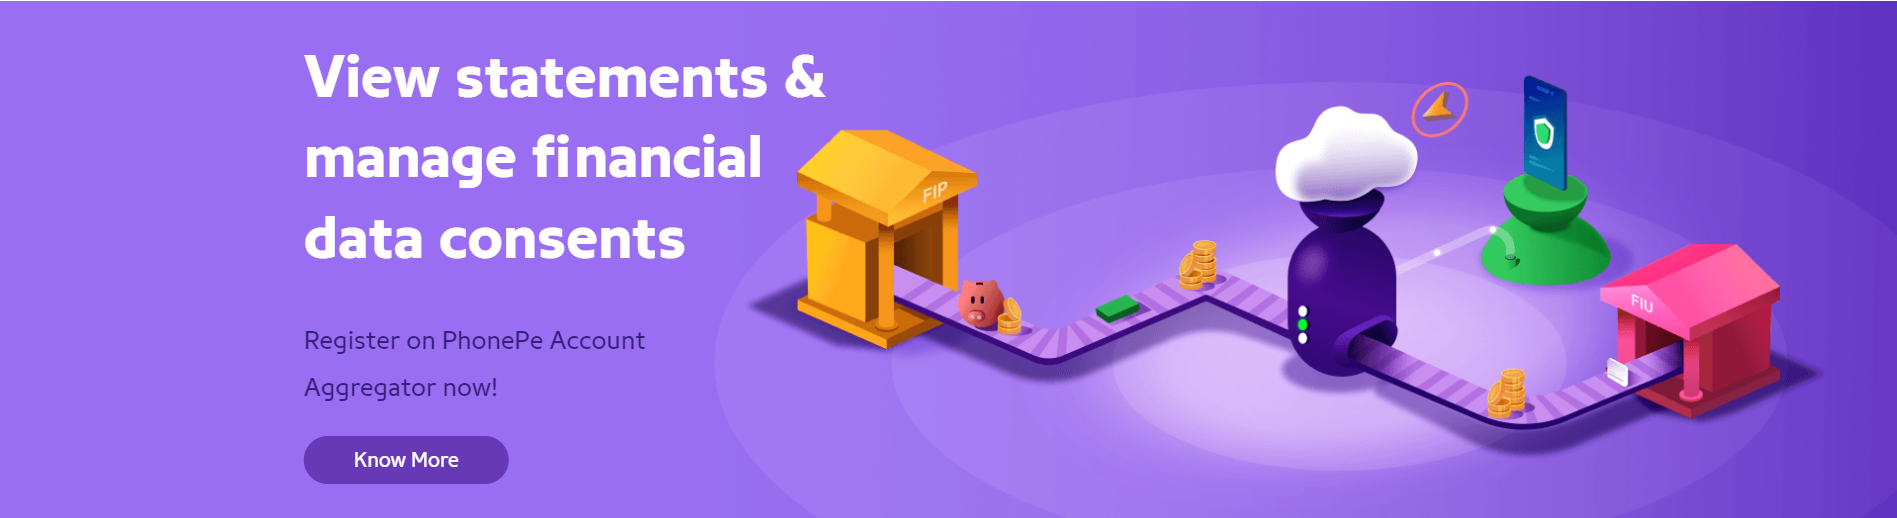 View statements &
manage financial
data consents
Register on PhonePe Account
Aggregator now!
Know More
FIP
FIU